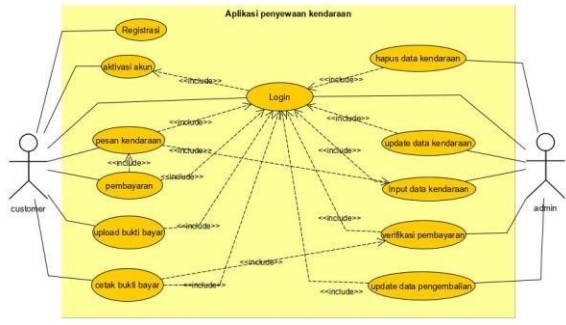 Aplikasi penyewaan kendaraan
Registrasi
aktivasi akun
hapus data kendaraan
<<include>>
<<include>>
Login
<<include>>
<<include>>
pesan kendaraan
<<include>>
update data kendaraan
<<include>>
<<include>>
<<include>>
pembayaran
input data kendaraan
customer
admin
upload bukti bayar
<<include>>
<<include>>
verifikasi pembayaran
<<include>>
cetak bukti bayar
<<include>>
<<include>>
update data pengembalian